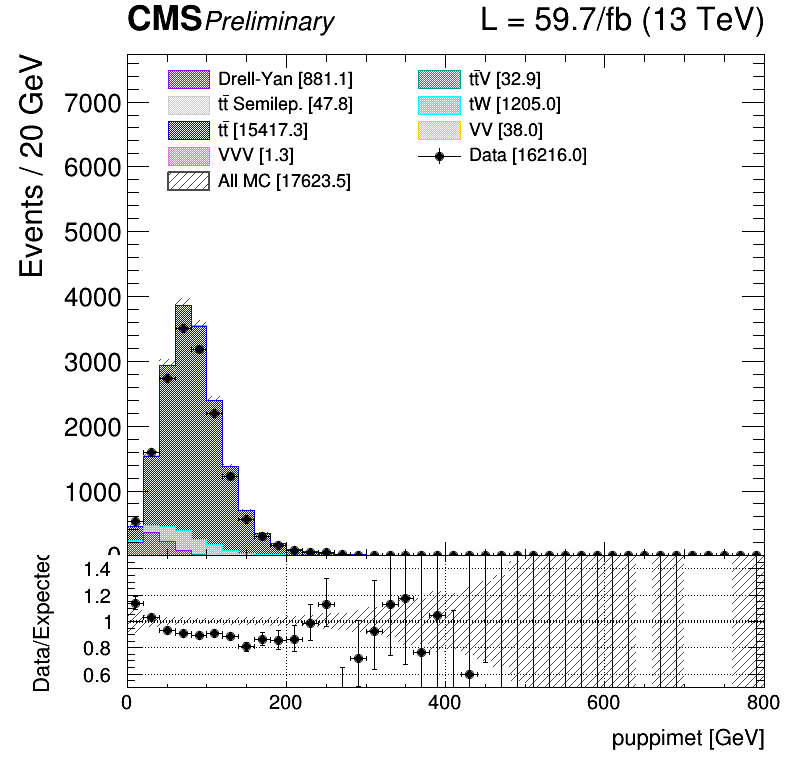 CMS Preliminary L = 59.7/fb (13 TeV)
Events / 20 GeV
Drell-Yan [881.1]
tt̄ Semilep. [47.8]
tt̄ [15417.3]
VVV [1.3]
All MC [17623.5]
tt̄V [32.9]
tW [1205.0]
VV [38.0]
Data [16216.0]
7000
6000
5000
4000
3000
2000
1000
0
Data/Expected
1.4
1.2
1
0.8
0.6
0 200 400 600 800
puppimet [GeV]